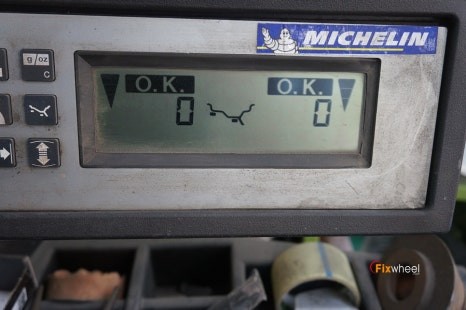 MICHELIN
g/oz
C
O.K. O.K.
0 0
Fixwheel